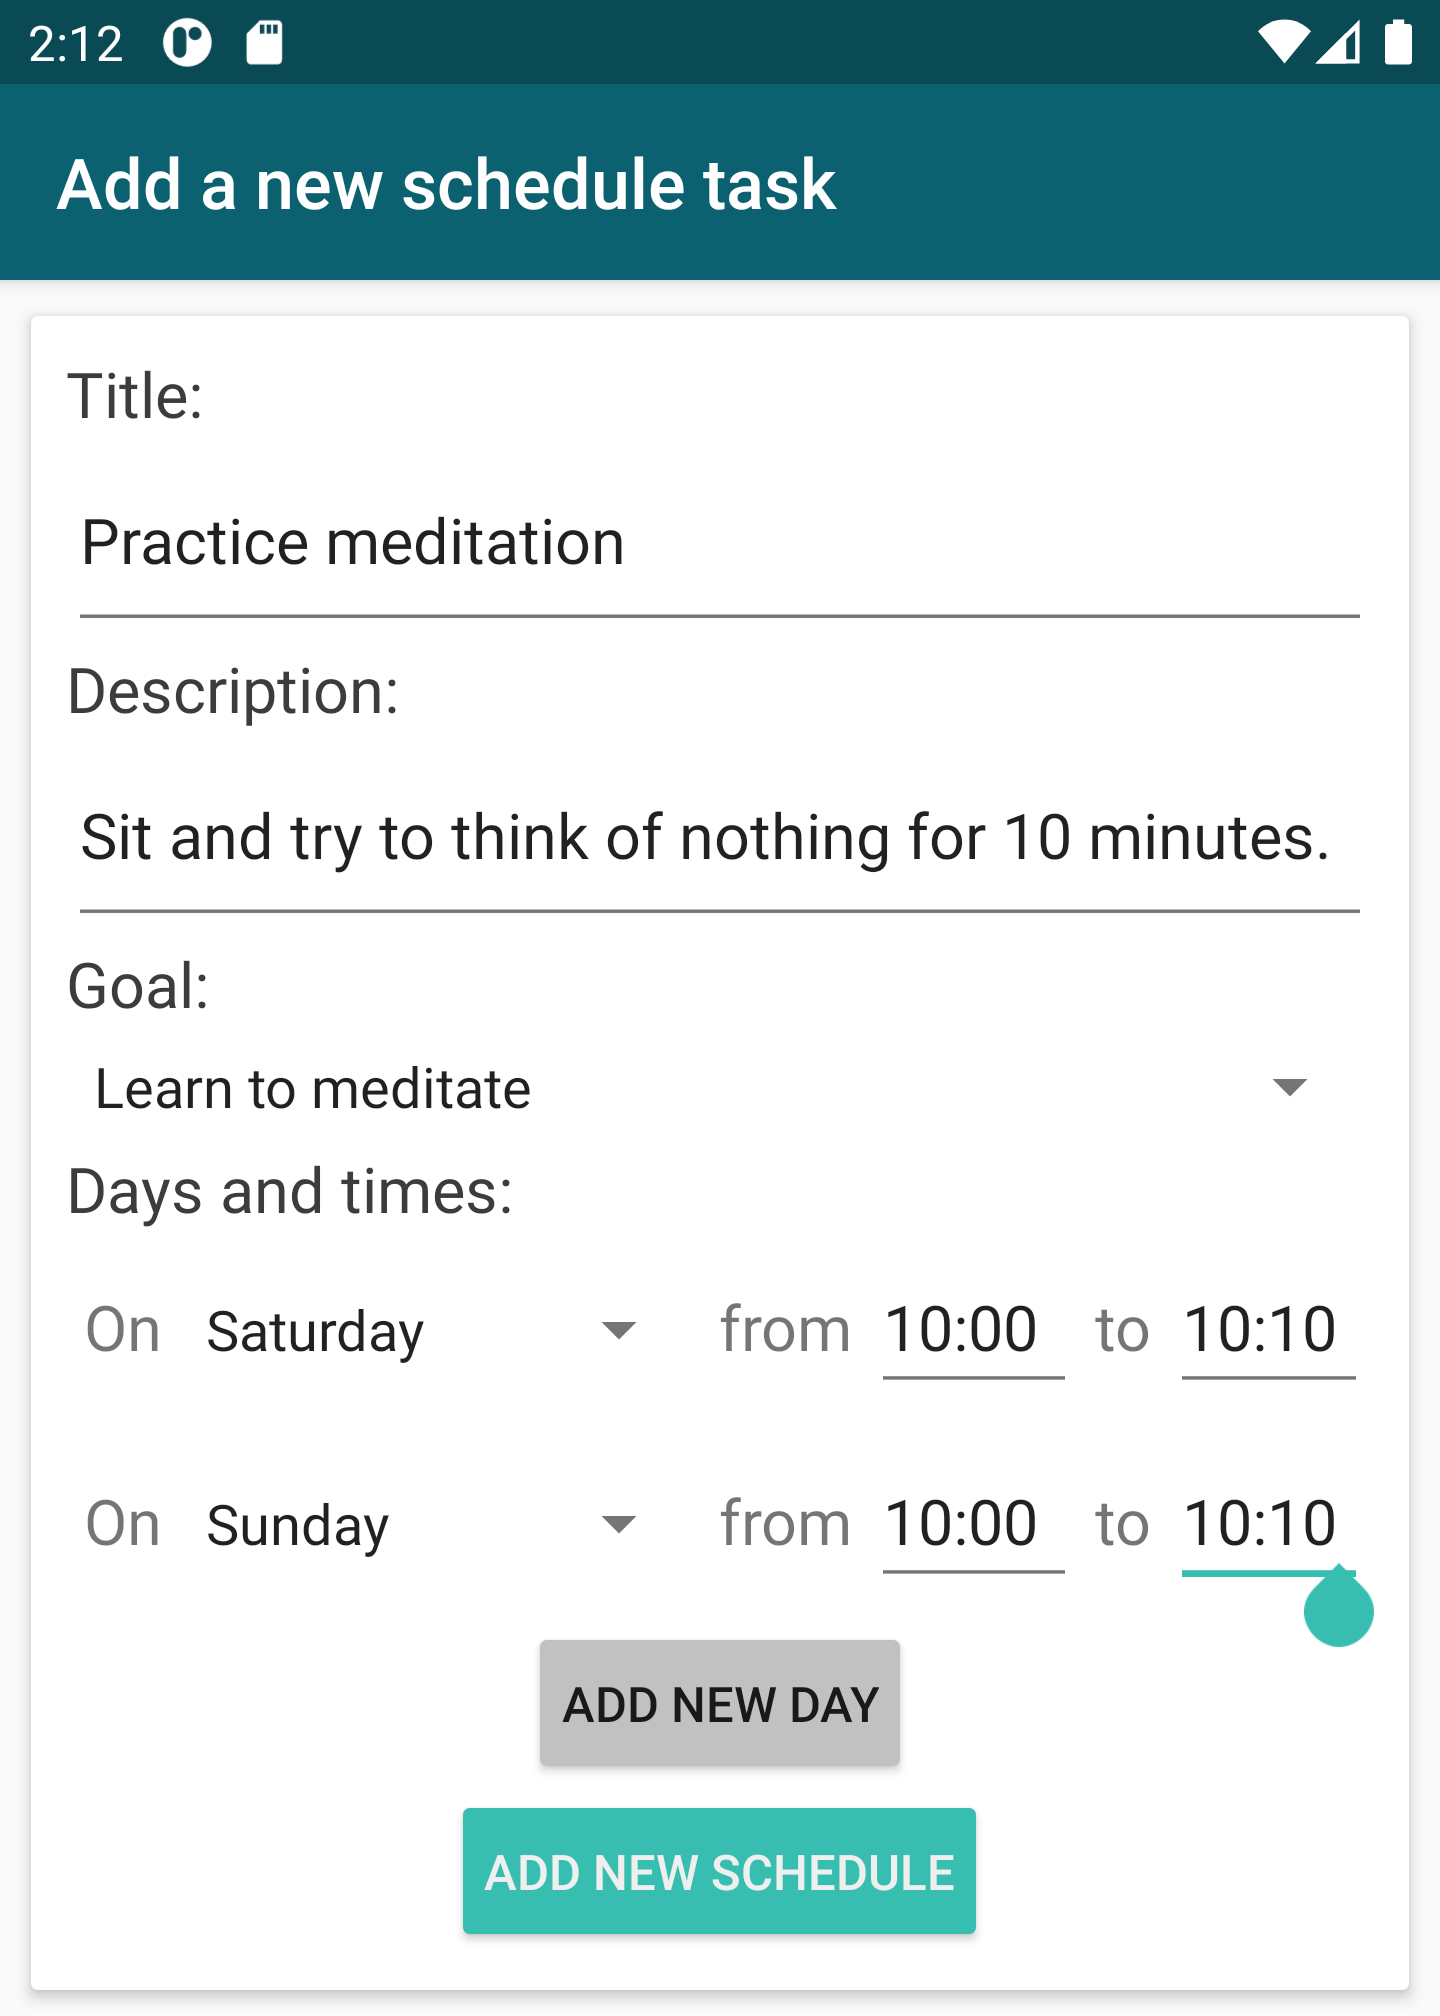 2:12
Add a new schedule task
Title:
Practice meditation
Description:
Sit and try to think of nothing for 10 minutes.
Goal:
Learn to meditate
Days and times:
On Saturday from 10:00 to 10:10
On Sunday from 10:00 to 10:10
ADD NEW DAY
ADD NEW SCHEDULE